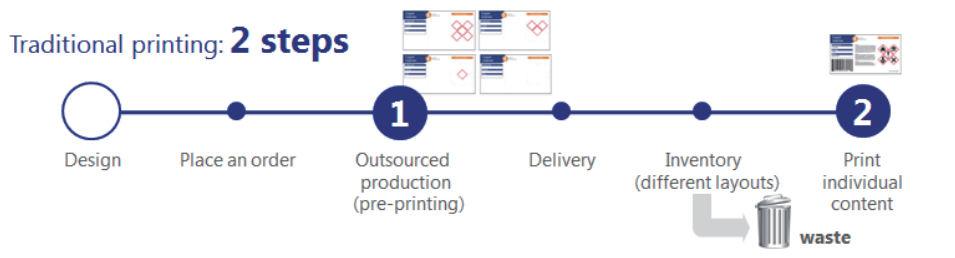 Traditional printing: 2 steps
1
2
Design
Place an order
Outsourced
production
(pre-printing)
Delivery
Inventory
(different layouts)
Print
individual
content
waste